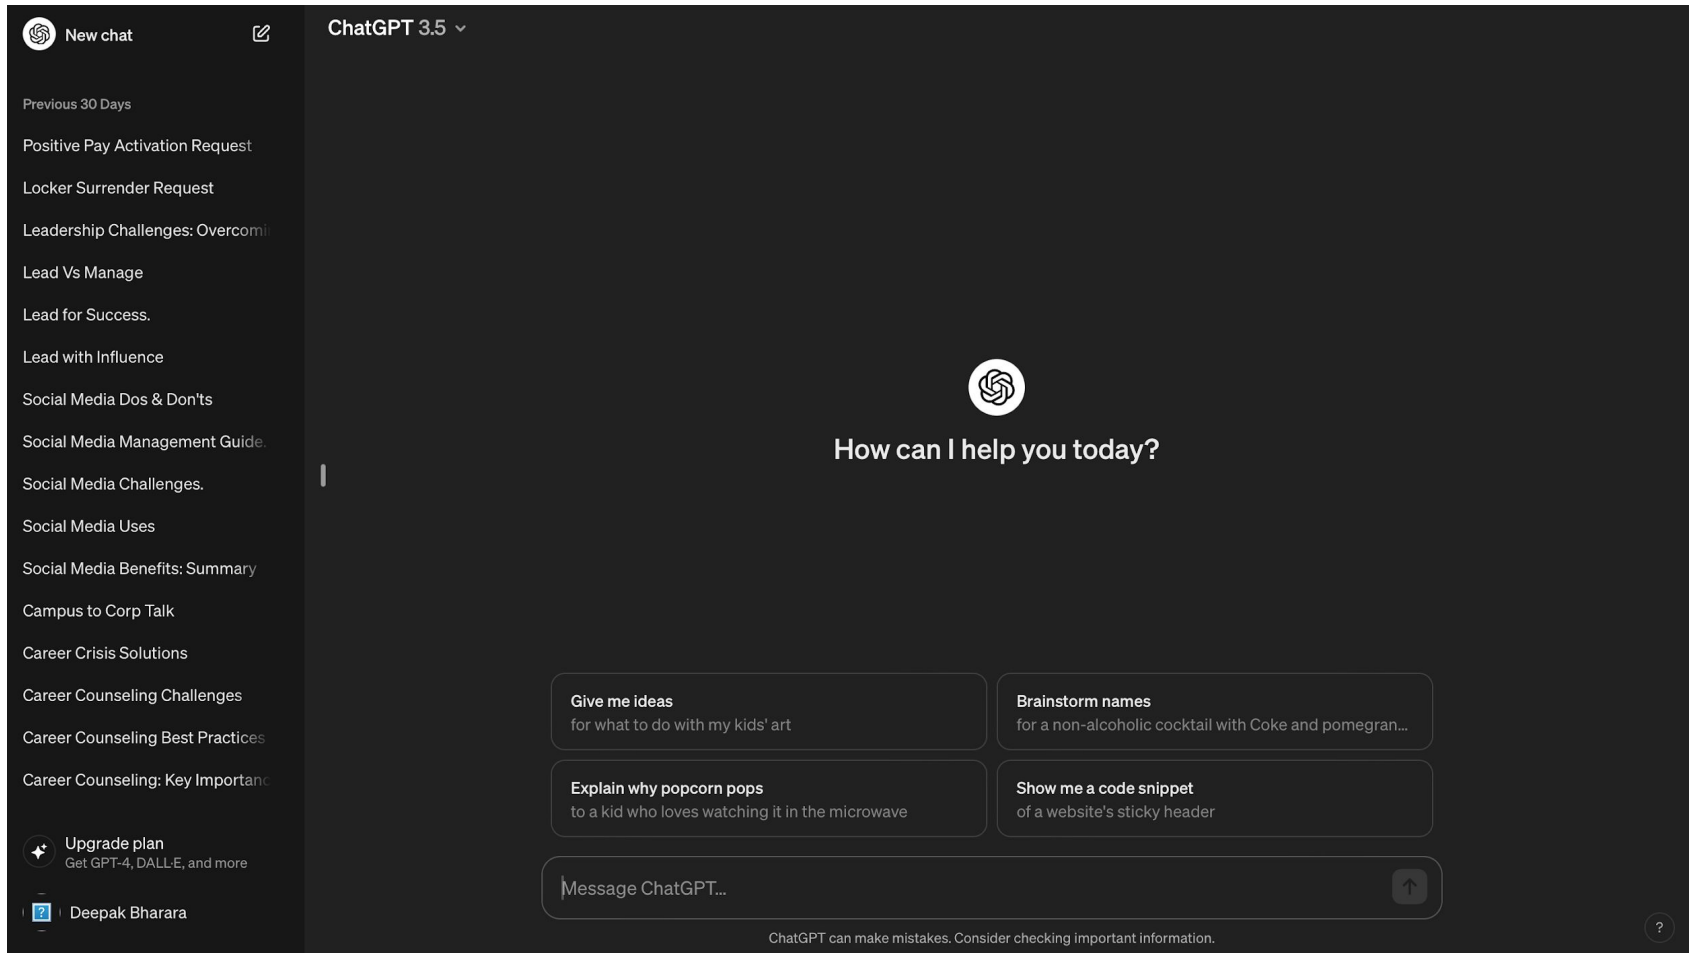 New chat
Previous 30 Days
Positive Pay Activation Request
Locker Surrender Request
Leadership Challenges:
Lead Vs Manage
Lead for Success.
Lead with Influence
Social Media Dos & Don'ts
Social Media Management Guide.
Social Media Challenges.
Social Media Uses
Social Media Benefits: Summary
Campus to Corp Talk
Career Crisis Solutions
Career Counseling Challenges
Career Counseling Best Practices
Career Counseling: Key
Upgrade plan
Get GPT-4, DALL·E, and more
?
Deepak Bharara
ChatGPT 3.5
How can I help you today?
Give me ideas
for what to do with my kids' art
Brainstorm names
for a non-alcoholic cocktail with Coke and pomegran...
Explain why popcorn pops
to a kid who loves watching it in the microwave
Show me a code snippet
of a website's sticky header
Message ChatGPT...
ChatGPT can make mistakes. Consider checking important information.
?